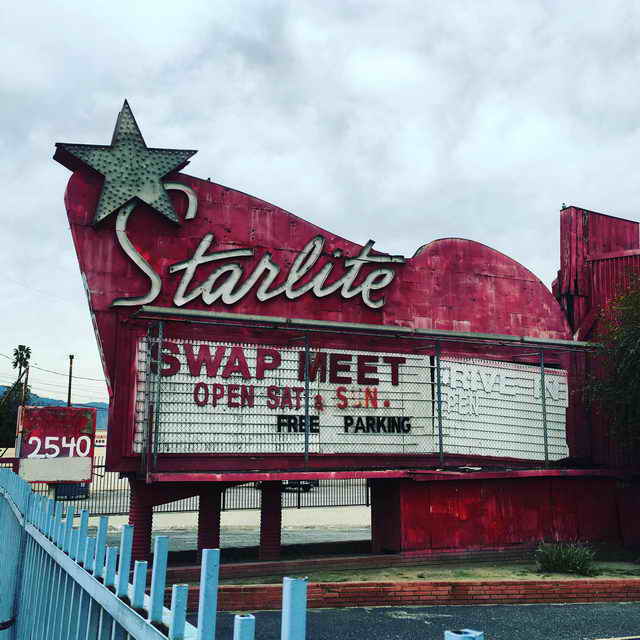 Starlite
SWAP MEET
OPEN SAT & SUN.
FREE PARKING
DRIVE-IN
OPEN
2540